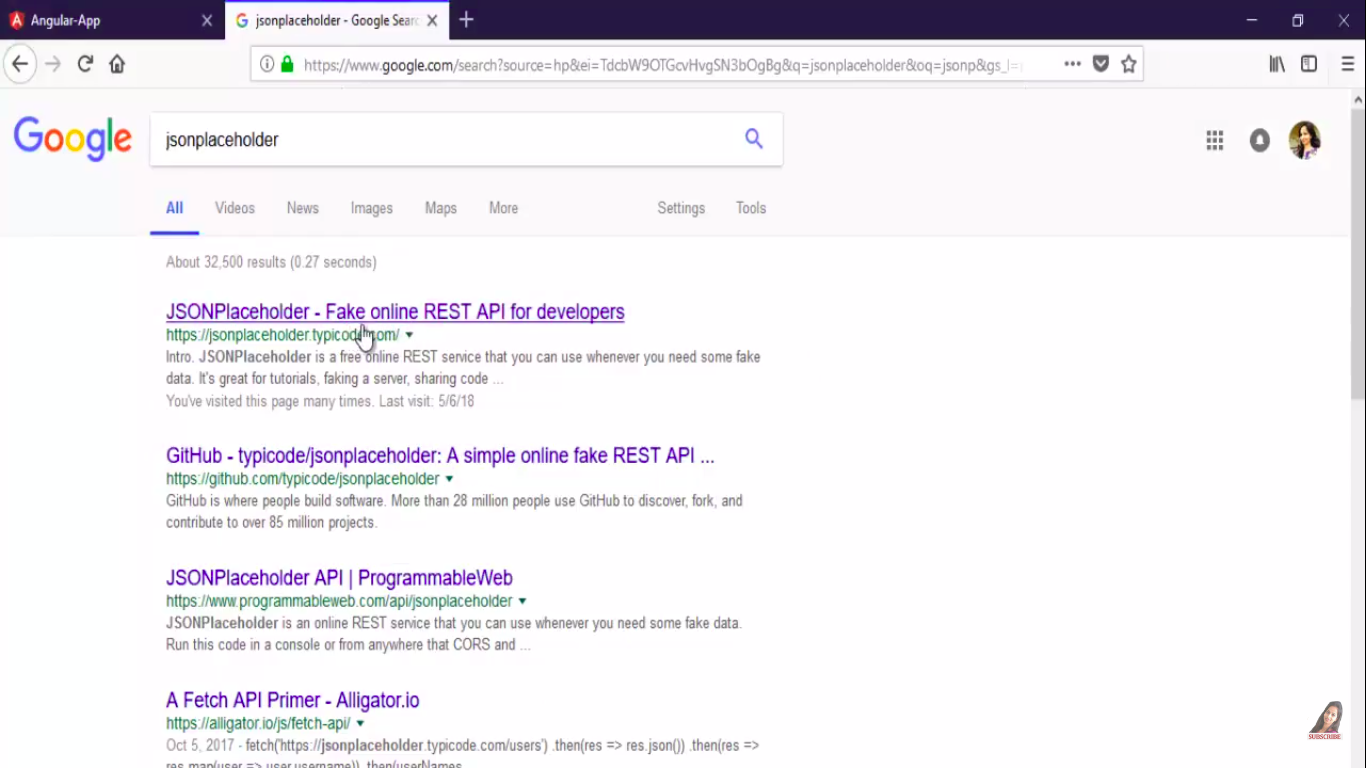 Angular-App
jsonplaceholder - Google Sear
https://www.google.com/search?source=hp&ei=TdcbW9OTGcvHvgSN3bOgBg&q=jsonplaceholder&oq=jsonp&gs_l=
Google
jsonplaceholder
All Videos News Images Maps More Settings Tools
About 32,500 results (0.27 seconds)
JSONPlaceholder - Fake online REST API for developers
https://jsonplaceholder.typicode.com/
Intro. JSONPlaceholder is a free online REST service that you can use whenever you need some fake
data. It's great for tutorials, faking a server, sharing code ...
You've visited this page many times. Last visit: 5/6/18
GitHub - typicode/jsonplaceholder: A simple online fake REST API ...
https://github.com/typicode/jsonplaceholder
GitHub is where people build software. More than 28 million people use GitHub to discover, fork, and
contribute to over 85 million projects.
JSONPlaceholder API | ProgrammableWeb
https://www.programmableweb.com/api/jsonplaceholder
JSONPlaceholder is an online REST service that you can use whenever you need some fake data.
Run this code in a console or from anywhere that CORS and ...
A Fetch API Primer - Alligator.io
https://alligator.io/js/fetch-api/
Oct 5, 2017 - fetch('https://jsonplaceholder.typicode.com/users') .then(res => res.json()) .then(res =>
res.map(user => user.username)) .then(userNames
SUBSCRIBE